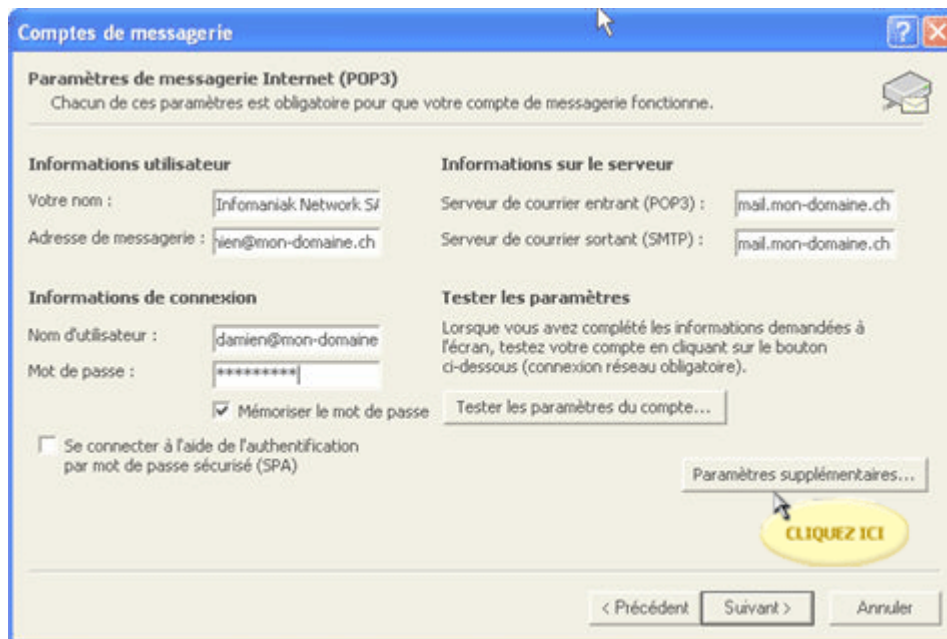 Comptes de messagerie
Paramètres de messagerie Internet (POP3)
Chacun de ces paramètres est obligatoire pour que votre compte de messagerie fonctionne.
Informations utilisateur
Votre nom :
Infomaniak Network SA
Adresse de messagerie :
nien@mon-domaine.ch
Informations de connexion
Nom d'utilisateur :
damien@mon-domaine
Mot de passe :
*********
Mémoriser le mot de passe
Se connecter à l'aide de l'authentification
par mot de passe sécurisé (SPA)
Informations sur le serveur
Serveur de courrier entrant (POP3) :
mail.mon-domaine.ch
Serveur de courrier sortant (SMTP) :
mail.mon-domaine.ch
Tester les paramètres
Lorsque vous avez complété les informations demandées à
l'écran, testez votre compte en cliquant sur le bouton
ci-dessous (connexion réseau obligatoire).
Tester les paramètres du compte...
Paramètres supplémentaires...
CLIQUEZ ICI
< Précédent
Suivant >
Annuler